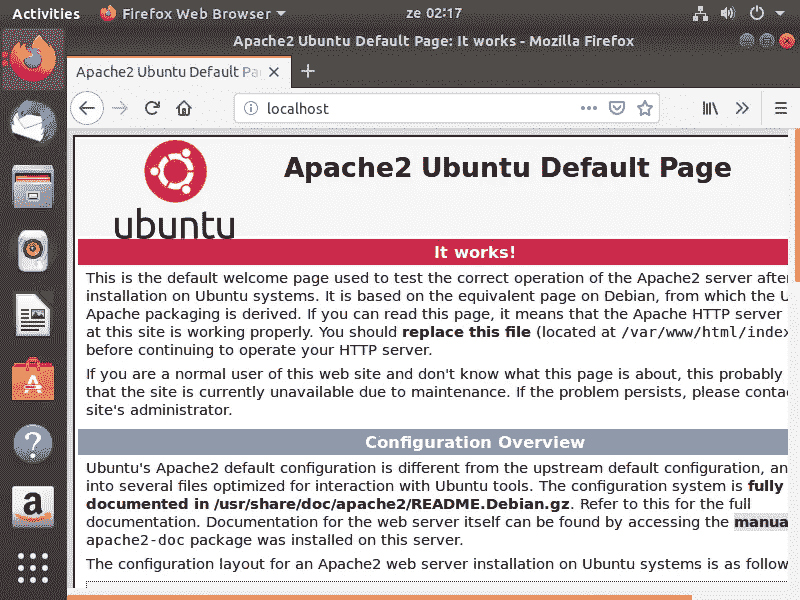 Activities Firefox Web Browser ze 02:17
Apache2 Ubuntu Default Page: It works - Mozilla Firefox
Apache2 Ubuntu Default Pa
localhost
Apache2 Ubuntu Default Page
ubuntu
It works!
This is the default welcome page used to test the correct operation of the Apache2 server after
installation on Ubuntu systems. It is based on the equivalent page on Debian, from which the U
Apache packaging is derived. If you can read this page, it means that the Apache HTTP server
at this site is working properly. You should replace this file (located at /var/www/html/index
before continuing to operate your HTTP server.
If you are a normal user of this web site and don't know what this page is about, this probably
that the site is currently unavailable due to maintenance. If the problem persists, please contac
site's administrator.
Configuration Overview
Ubuntu's Apache2 default configuration is different from the upstream default configuration, an
into several files optimized for interaction with Ubuntu tools. The configuration system is fully
documented in /usr/share/doc/apache2/README.Debian.gz. Refer to this for the full
documentation. Documentation for the web server itself can be found by accessing the manua
apache2-doc package was installed on this server.
The configuration layout for an Apache2 web server installation on Ubuntu systems is as follow